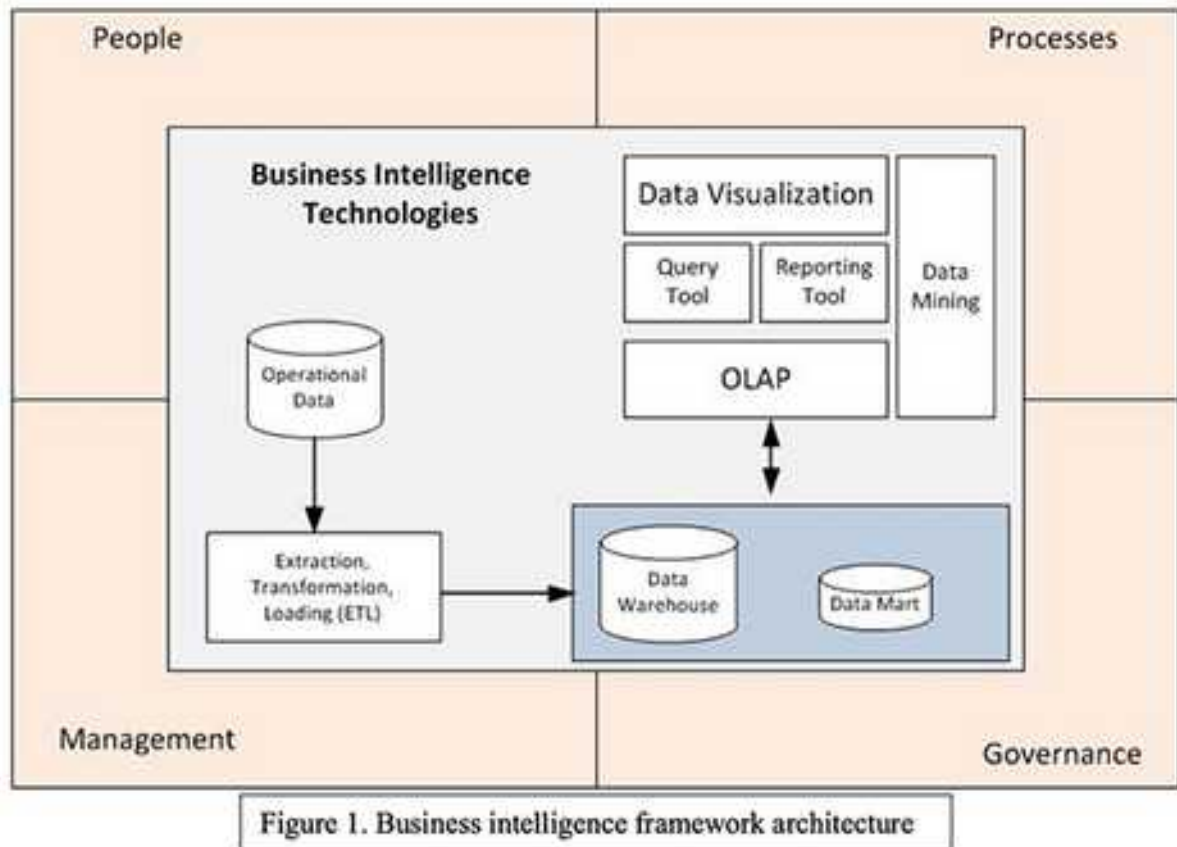 People
Processes
Business Intelligence
Technologies
Data Visualization
Query
Tool
Reporting
Tool
Data
Mining
OLAP
Operational
Data
Extraction,
Transformation,
Loading (ETL)
Data
Warehouse
Data Mart
Management
Governance
Figure 1. Business intelligence framework architecture